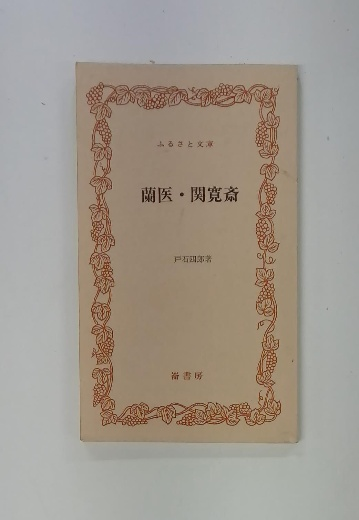 ふるさと文庫
蘭医・関寛斎
戸石四郎著
崙書房